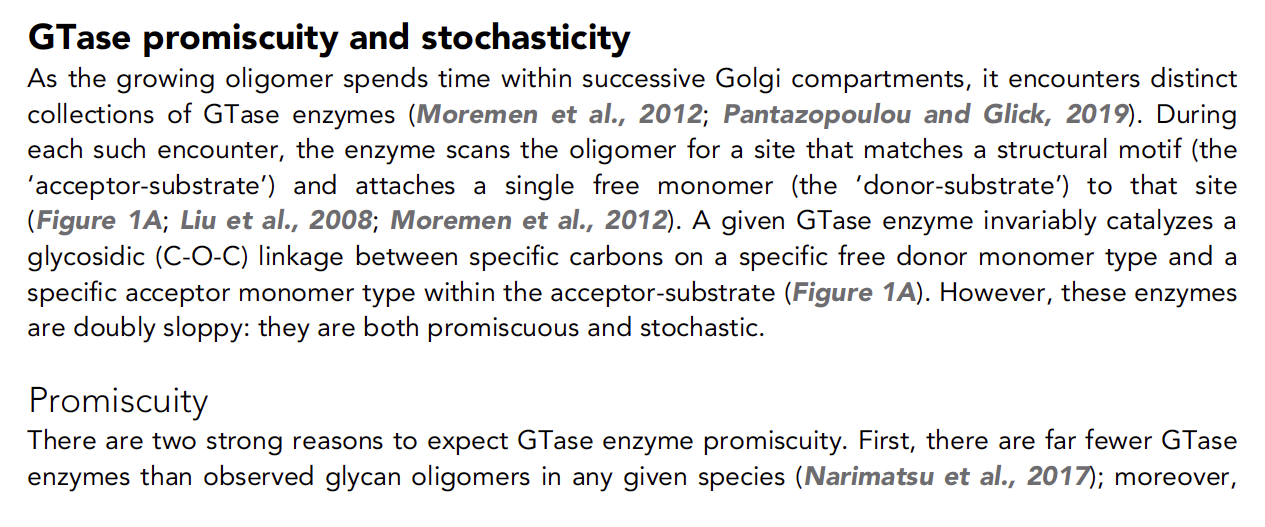 GTase promiscuity and stochasticity
As the growing oligomer spends time within successive Golgi compartments, it encounters distinct
collections of GTase enzymes (Moremen et al., 2012; Pantazopoulou and Glick, 2019). During
each such encounter, the enzyme scans the oligomer for a site that matches a structural motif (the
‘acceptor-substrate’) and attaches a single free monomer (the ‘donor-substrate’) to that site
(Figure 1A; Liu et al., 2008; Moremen et al., 2012). A given GTase enzyme invariably catalyzes a
glycosidic (C-O-C) linkage between specific carbons on a specific free donor monomer type and a
specific acceptor monomer type within the acceptor-substrate (Figure 1A). However, these enzymes
are doubly sloppy: they are both promiscuous and stochastic.
Promiscuity
There are two strong reasons to expect GTase enzyme promiscuity. First, there are far fewer GTase
enzymes than observed glycan oligomers in any given species (Narimatsu et al., 2017); moreover,